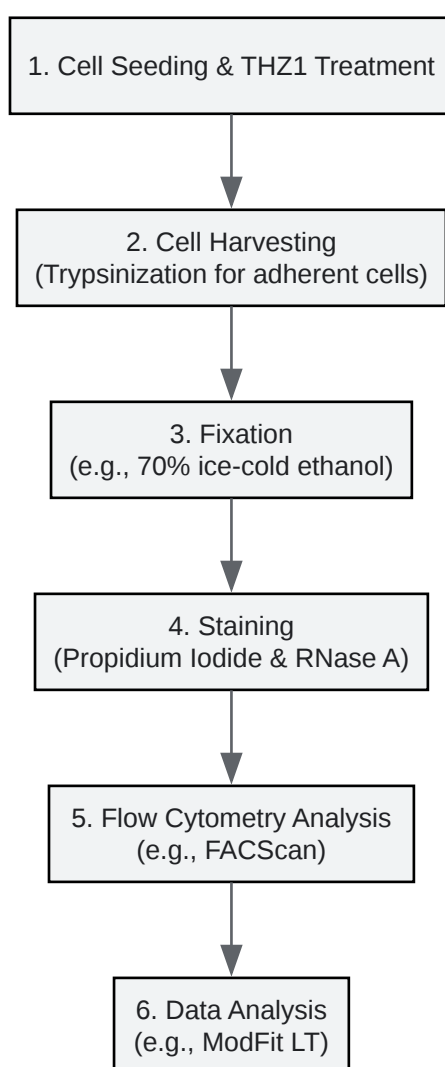 1. Cell Seeding & THZ1 Treatment
2. Cell Harvesting
(Trypsinization for adherent cells)
3. Fixation
(e.g., 70% ice-cold ethanol)
4. Staining
(Propidium Iodide & RNase A)
5. Flow Cytometry Analysis
(e.g., FACScan)
6. Data Analysis
(e.g., ModFit LT)